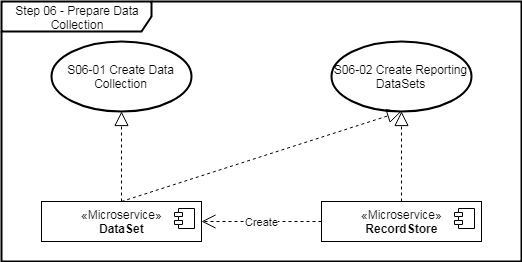 Step 06 - Prepare Data
Collection
S06-01 Create Data
Collection
S06-02 Create Reporting
DataSets
«Microservice»
DataSet
Create
«Microservice»
RecordStore